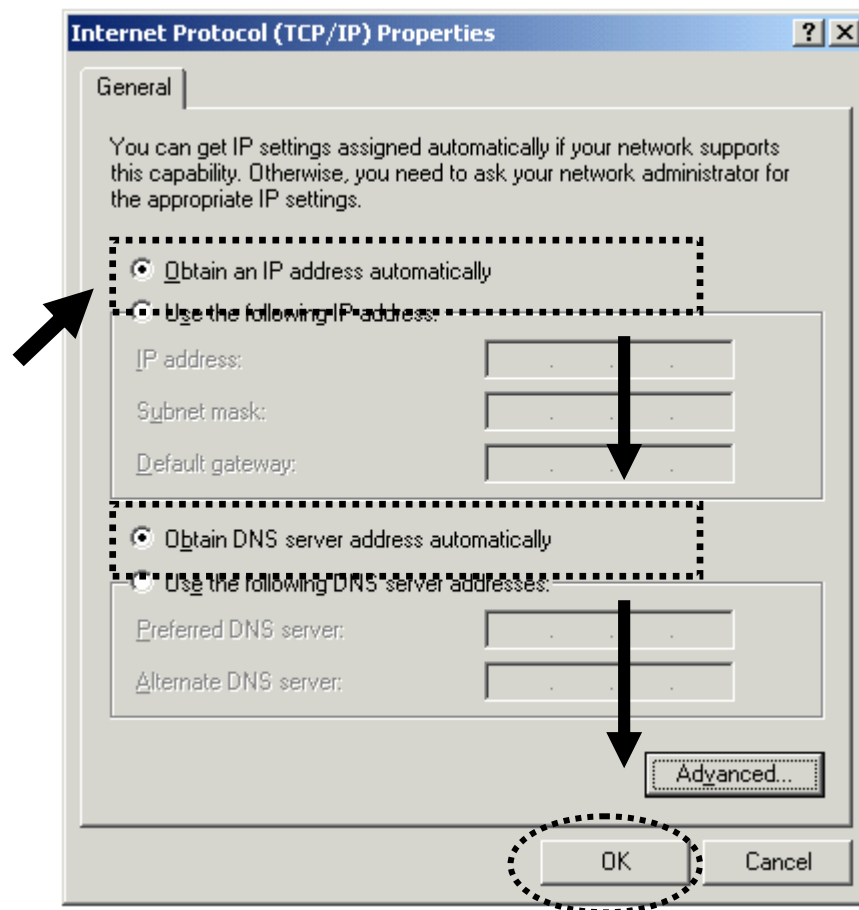 Internet Protocol (TCP/IP) Properties
General
You can get IP settings assigned automatically if your network supports
this capability. Otherwise, you need to ask your network administrator for
the appropriate IP settings.
Obtain an IP address automatically
Use the following IP address:
IP address:
Subnet mask:
Default gateway:
Obtain DNS server address automatically
Use the following DNS server addresses:
Preferred DNS server:
Alternate DNS server:
Advanced...
OK
Cancel